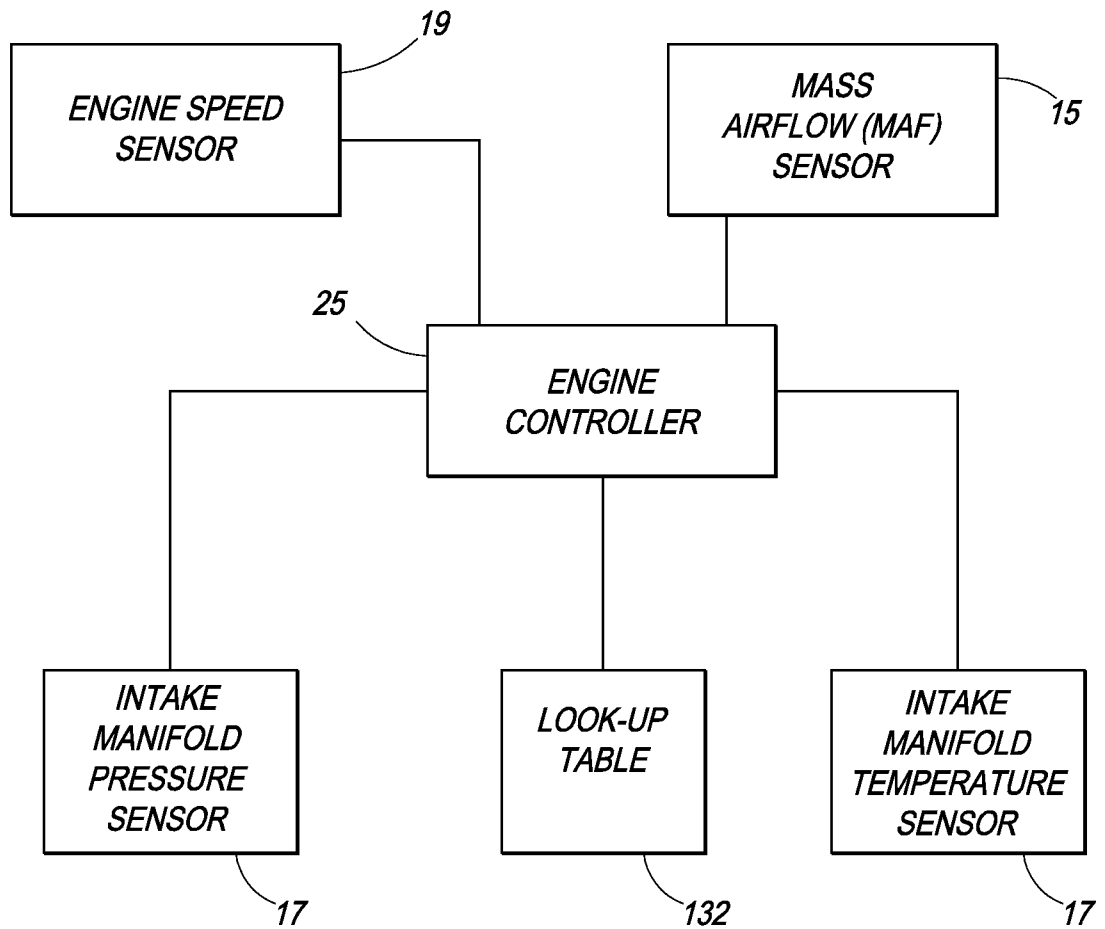 19
ENGINE SPEED
SENSOR
MASS
AIRFLOW (MAF)
SENSOR
15
25
ENGINE
CONTROLLER
INTAKE
MANIFOLD
PRESSURE
SENSOR
LOOK-UP
TABLE
INTAKE
MANIFOLD
TEMPERATURE
SENSOR
17
132
17